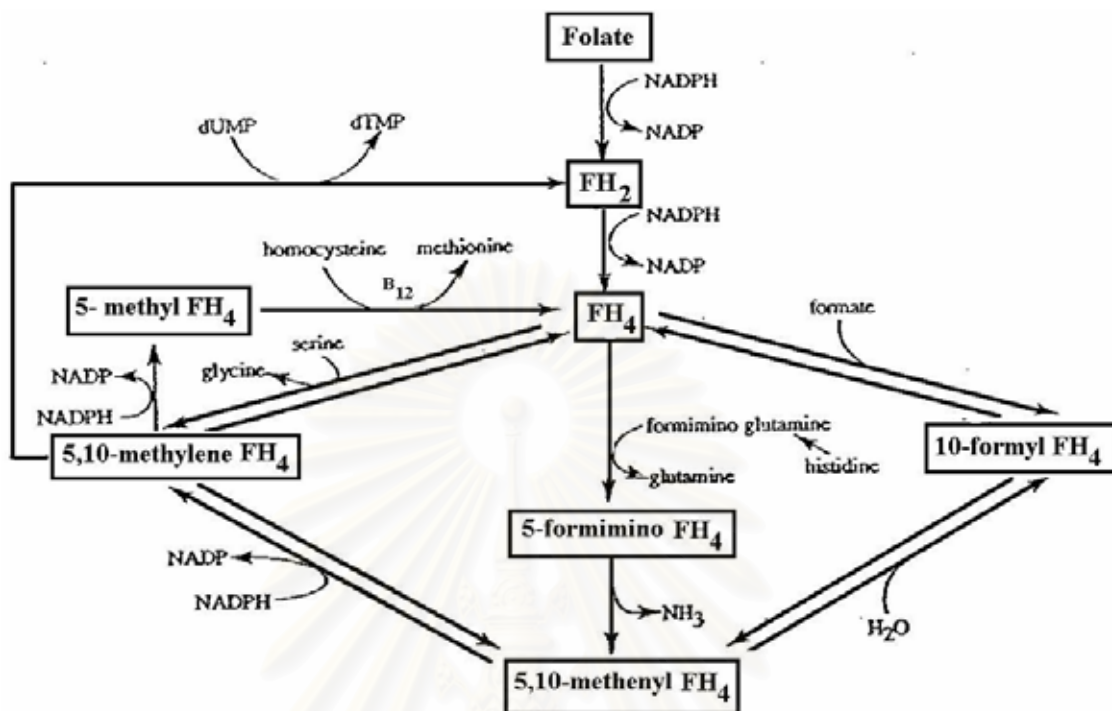 Folate
NADPH
NADP
dUMP dTMP
FH2
NADPH
NADP
homocysteine methionine
B12
5- methyl FH4
FH4
formate
serine
glycine
NADP
NADPH
formimino glutamine
glutamine
histidine
5,10-methylene FH4
10-formyl FH4
5-formimino FH4
NADP
NADPH
NH3
H2O
5,10-methenyl FH4